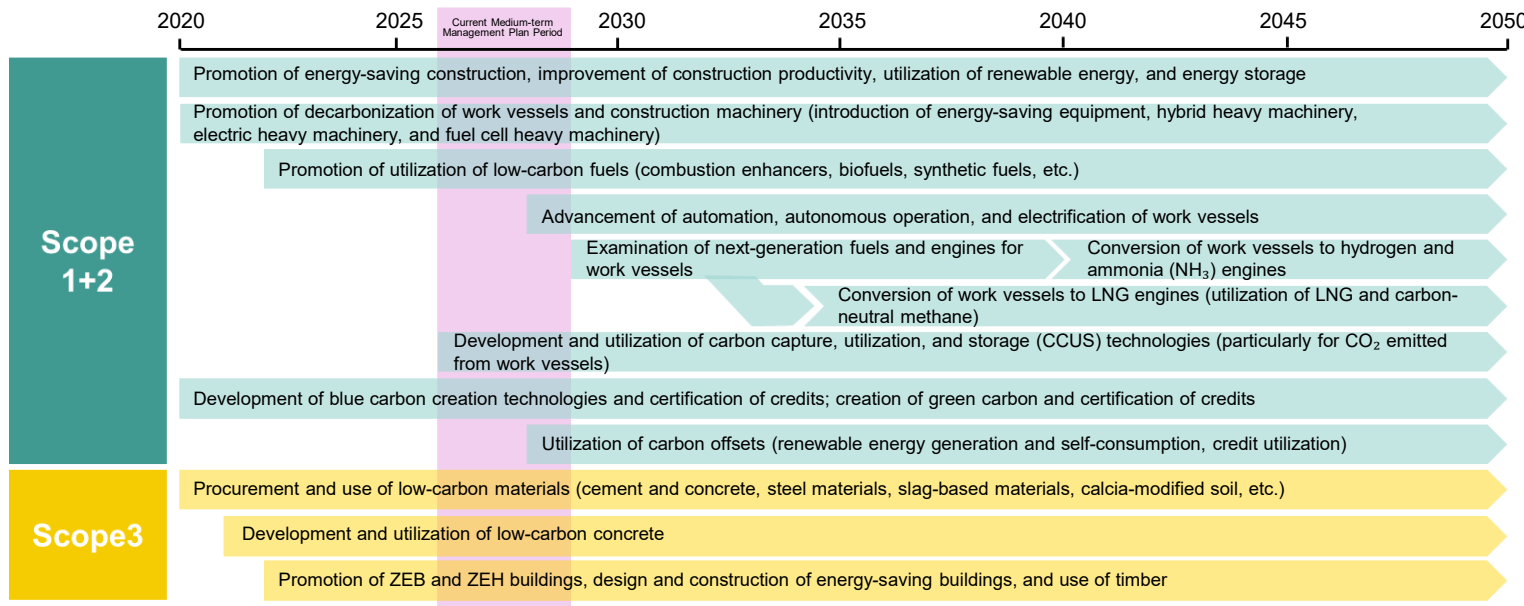 2020 2025 2030 2035 2040 2045 2050
Current Medium-term
Management Plan Period
Scope
1+2
Promotion of energy-saving construction, improvement of construction productivity, utilization of renewable energy, and energy storage
Promotion of decarbonization of work vessels and construction machinery (introduction of energy-saving equipment, hybrid heavy machinery,
electric heavy machinery, and fuel cell heavy machinery)
Promotion of utilization of low-carbon fuels (combustion enhancers, biofuels, synthetic fuels, etc.)
Advancement of automation, autonomous operation, and electrification of work vessels
Examination of next-generation fuels and engines for
work vessels
Conversion of work vessels to hydrogen and
ammonia (NH₃) engines
Conversion of work vessels to LNG engines (utilization of LNG and carbon-
neutral methane)
Development and utilization of carbon capture, utilization, and storage (CCUS) technologies (particularly for CO₂ emitted
from work vessels)
Development of blue carbon creation technologies and certification of credits; creation of green carbon and certification of credits
Utilization of carbon offsets (renewable energy generation and self-consumption, credit utilization)
Scope3
Procurement and use of low-carbon materials (cement and concrete, steel materials, slag-based materials, calcia-modified soil, etc.)
Development and utilization of low-carbon concrete
Promotion of ZEB and ZEH buildings, design and construction of energy-saving buildings, and use of timber